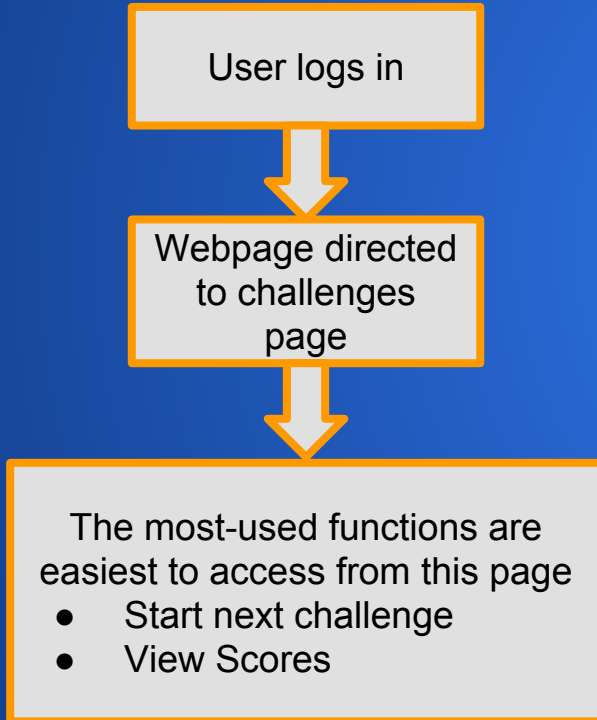 User logs in
Webpage directed
to challenges
page
The most-used functions are
easiest to access from this page
● Start next challenge
● View Scores